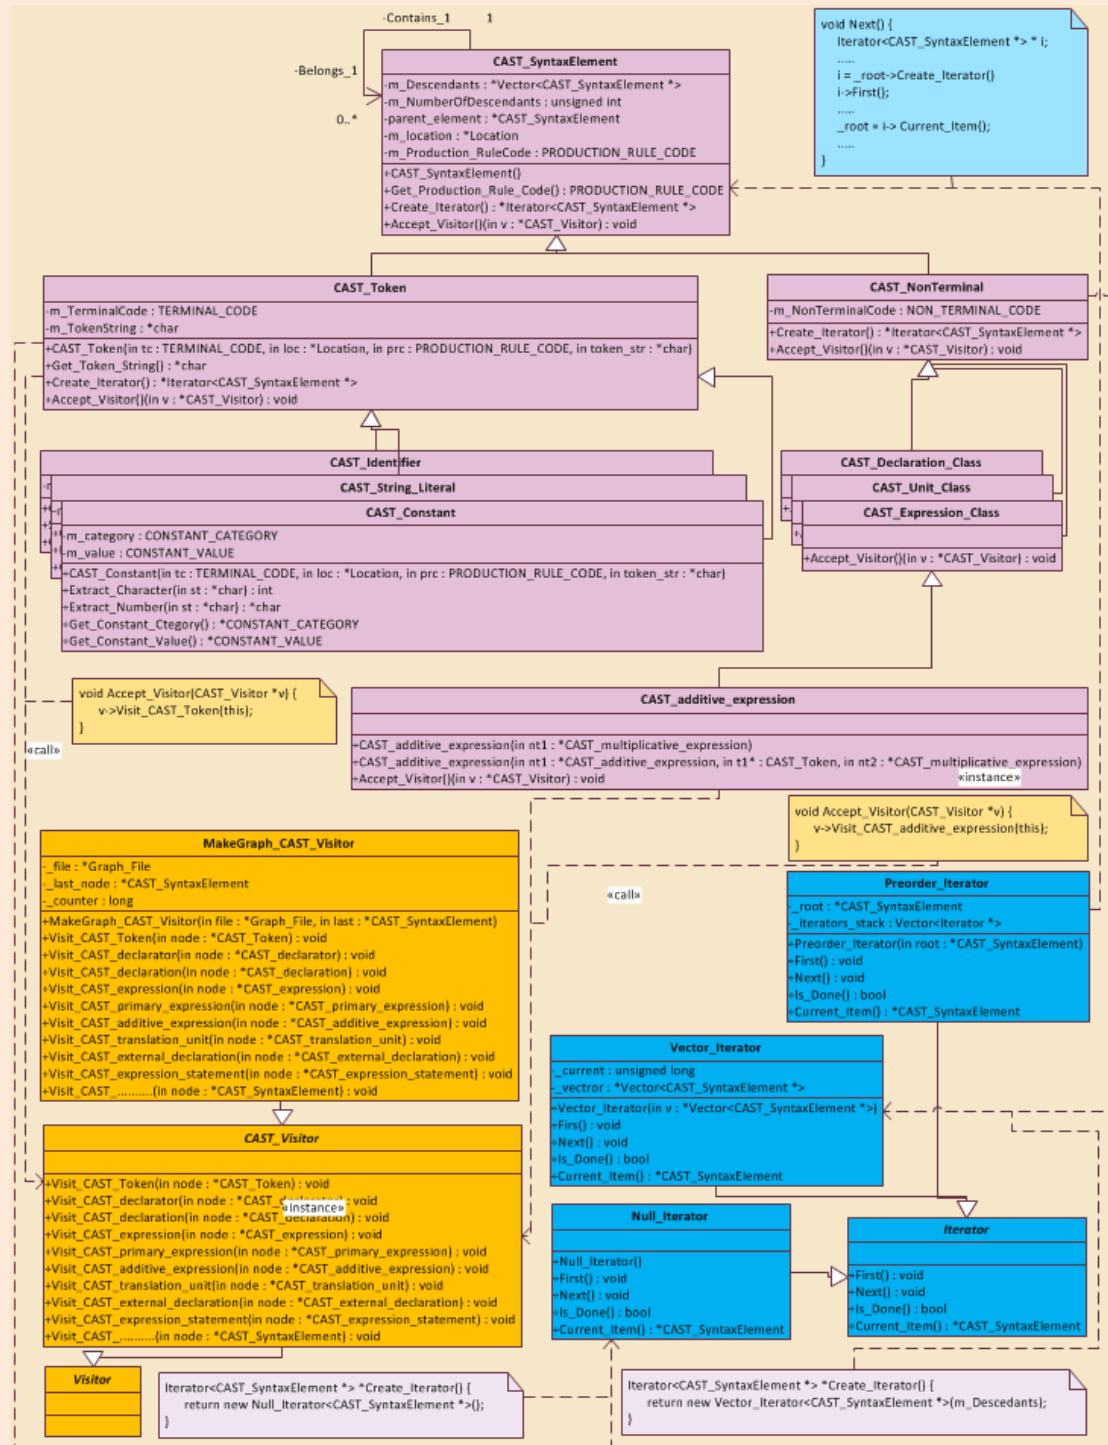 -Contains_1 1
-Belongs_1
0..*
CAST_SyntaxElement
-m_Descendants : *Vector<CAST_SyntaxElement *>
-m_NumberOfDescendants : unsigned int
-parent_element : *CAST_SyntaxElement
-m_location : *Location
-m_Production_RuleCode : PRODUCTION_RULE_CODE
+CAST_SyntaxElement()
+Get_Production_Rule_Code() : PRODUCTION_RULE_CODE
+Create_Iterator() : *Iterator<CAST_SyntaxElement *>
+Accept_Visitor()(in v : *CAST_Visitor) : void
void Next() {
Iterator<CAST_SyntaxElement *> * i;
.....
i = _root->Create_Iterator()
i->First();
.....
_root = i-> Current_Item();
.....
}
CAST_Token
-m_TerminalCode : TERMINAL_CODE
-m_TokenString : *char
+CAST_Token(in tc : TERMINAL_CODE, in loc : *Location, in prc : PRODUCTION_RULE_CODE, in token_str : *char)
+Get_Token_String() : *char
+Create_Iterator() : *Iterator<CAST_SyntaxElement *>
+Accept_Visitor()(in v : *CAST_Visitor) : void
CAST_NonTerminal
-m_NonTerminalCode : NON_TERMINAL_CODE
+Create_Iterator() : *Iterator<CAST_SyntaxElement *>
+Accept_Visitor()(in v : *CAST_Visitor) : void
CAST_Identifier
CAST_String_Literal
CAST_Constant
-m_category : CONSTANT_CATEGORY
-m_value : CONSTANT_VALUE
+CAST_Constant(in tc : TERMINAL_CODE, in loc : *Location, in prc : PRODUCTION_RULE_CODE, in token_str : *char)
+Extract_Character(in st : *char) : int
+Extract_Number(in st : *char) : *char
+Get_Constant_Ctegory() : *CONSTANT_CATEGORY
+Get_Constant_Value() : *CONSTANT_VALUE
CAST_Declaration_Class
CAST_Unit_Class
CAST_Expression_Class
+Accept_Visitor()(in v : *CAST_Visitor) : void
void Accept_Visitor(CAST_Visitor *v) {
v->Visit_CAST_Token(this);
}
«call»
CAST_additive_expression
+CAST_additive_expression(in nt1 : *CAST_multiplicative_expression)
+CAST_additive_expression(in nt1 : *CAST_additive_expression, in t1* : CAST_Token, in nt2 : *CAST_multiplicative_expression)
+Accept_Visitor()(in v : *CAST_Visitor) : void
«instance»
void Accept_Visitor(CAST_Visitor *v) {
v->Visit_CAST_additive_expression(this);
}
«call»
MakeGraph_CAST_Visitor
-_file : *Graph_File
-_last_node : *CAST_SyntaxElement
-_counter : long
+MakeGraph_CAST_Visitor(in file : *Graph_File, in last : *CAST_SyntaxElement)
+Visit_CAST_Token(in node : *CAST_Token) : void
+Visit_CAST_declarator(in node : *CAST_declarator) : void
+Visit_CAST_declaration(in node : *CAST_declaration) : void
+Visit_CAST_expression(in node : *CAST_expression) : void
+Visit_CAST_primary_expression(in node : *CAST_primary_expression) : void
+Visit_CAST_additive_expression(in node : *CAST_additive_expression) : void
+Visit_CAST_translation_unit(in node : *CAST_translation_unit) : void
+Visit_CAST_external_declaration(in node : *CAST_external_declaration) : void
+Visit_CAST_expression_statement(in node : *CAST_expression_statement) : void
+Visit_CAST_..........(in node : *CAST_SyntaxElement) : void
Preorder_Iterator
-_root : *CAST_SyntaxElement
-_iterators_stack : Vector<Iterator *>
+Preorder_Iterator(in root : *CAST_SyntaxElement)
+First() : void
+Next() : void
+Is_Done() : bool
+Current_Item() : *CAST_SyntaxElement
Vector_Iterator
-_current : unsigned long
-_vectror : *Vector<CAST_SyntaxElement *>
+Vector_Iterator(in v : *Vector<CAST_SyntaxElement *>)
+Firs() : void
+Next() : void
+Is_Done() : bool
+Current_Item() : *CAST_SyntaxElement
CAST_Visitor
+Visit_CAST_Token(in node : *CAST_Token) : void
+Visit_CAST_declarator(in node : *CAST_declarator) : void
«instance»
+Visit_CAST_declaration(in node : *CAST_declaration) : void
+Visit_CAST_expression(in node : *CAST_expression) : void
+Visit_CAST_primary_expression(in node : *CAST_primary_expression) : void
+Visit_CAST_additive_expression(in node : *CAST_additive_expression) : void
+Visit_CAST_translation_unit(in node : *CAST_translation_unit) : void
+Visit_CAST_external_declaration(in node : *CAST_external_declaration) : void
+Visit_CAST_expression_statement(in node : *CAST_expression_statement) : void
+Visit_CAST_..........(in node : *CAST_SyntaxElement) : void
Null_Iterator
+Null_Iterator()
+First() : void
+Next() : void
+Is_Done() : bool
+Current_Item() : *CAST_SyntaxElement
Iterator
+First() : void
+Next() : void
+Is_Done() : bool
+Current_Item() : *CAST_SyntaxElement
Visitor
Iterator<CAST_SyntaxElement *> *Create_Iterator() {
return new Null_Iterator<CAST_SyntaxElement *>();
}
Iterator<CAST_SyntaxElement *> *Create_Iterator() {
return new Vector_Iterator<CAST_SyntaxElement *>(m_Descedants);
}